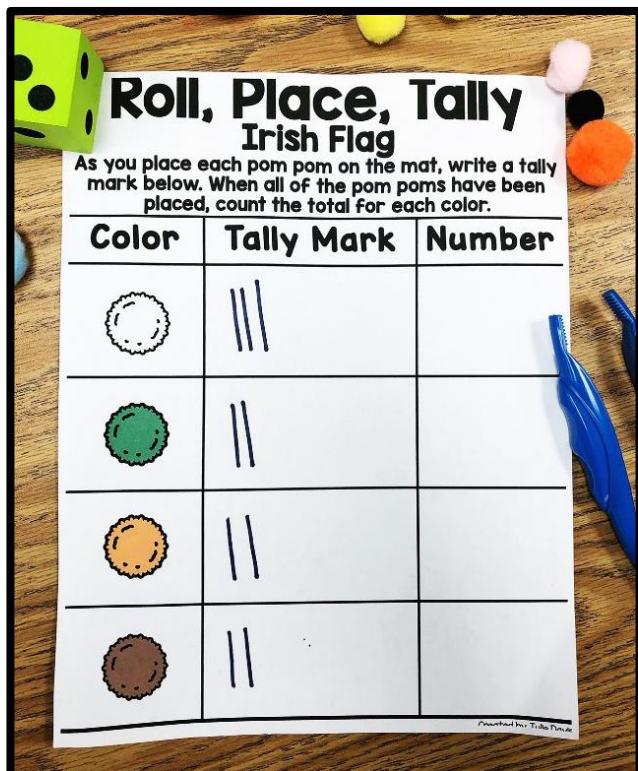 Roll, Place, Tally
Irish Flag
As you place each pom pom on the mat, write a tally
mark below. When all of the pom poms have been
placed, count the total for each color.
Color Tally Mark Number